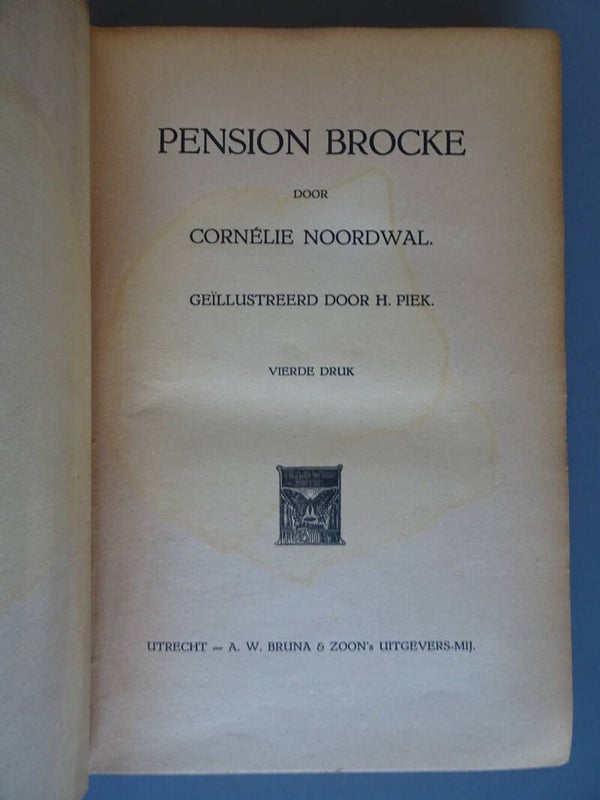 PENSION BROCKE
DOOR
CORNÉLIE NOORDWAL.
GEÏLLUSTREERD DOOR H. PIEK.
VIERDE DRUK
UTRECHT — A. W. BRUNA & ZOON's UITGEVERS-MIJ.